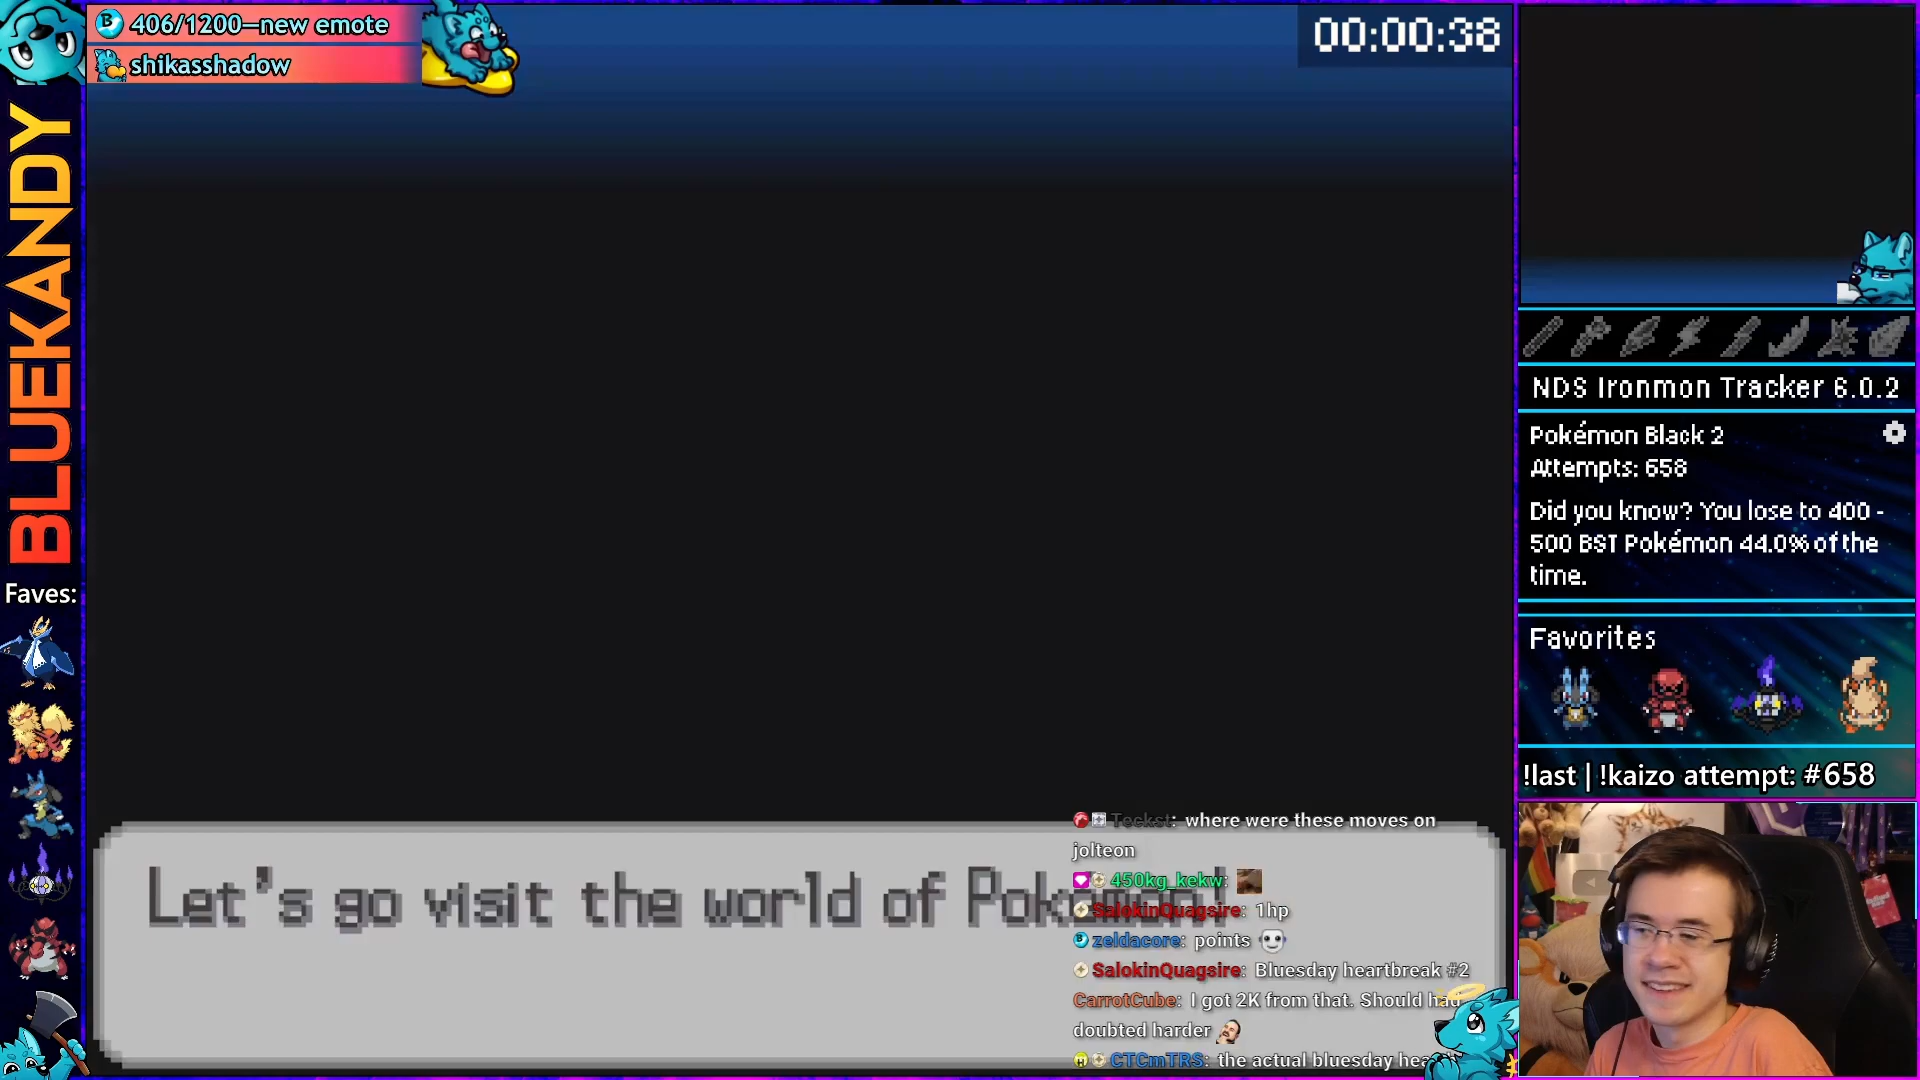 406/1200—new emote
shikasshadow
00:00:38
BLUEKANDY
Faves:
NDS Ironmon Tracker 6.0.2
Pokémon Black 2
Attempts: 658
Did you know? You lose to 400 -
500 BST Pokémon 44.0% of the
time.
Favorites
!last | !kaizo attempt: #658
Let's go visit the world of
Teckst: where were these moves on
jolteon
450kg_kekw:
SalokinQuagsire: 1hp
zeldacore: points
SalokinQuagsire: Bluesday heartbreak #2
CarrotCube: I got 2K from that. Should had
doubted harder
CTCmTRS: the actual bluesday